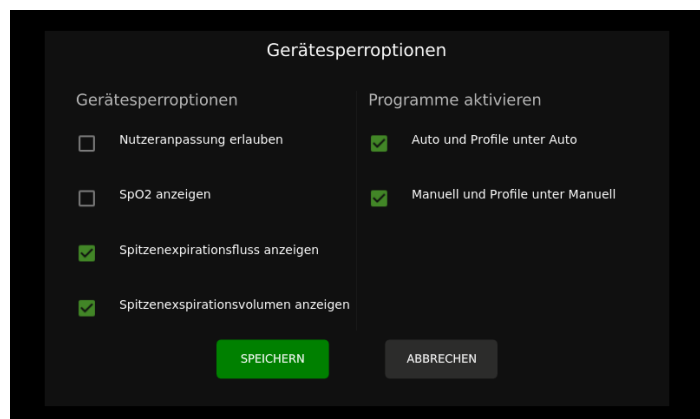 Gerätesperroptionen
Gerätesperroptionen
Nutzeranpassung erlauben
SpO2 anzeigen
Spitzenexpirationsfluss anzeigen
Spitzenexspirationsvolumen anzeigen
Programme aktivieren
Auto und Profile unter Auto
Manuell und Profile unter Manuell
SPEICHERN
ABBRECHEN